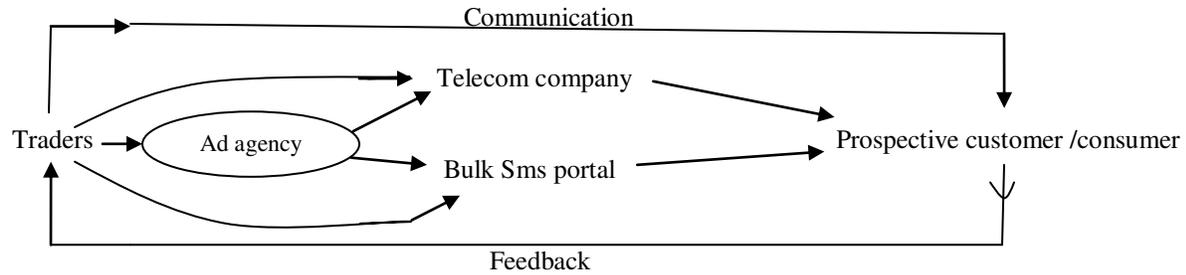 Communication
Telecom company
Traders
Ad agency
Prospective customer /consumer
Bulk Sms portal
Feedback